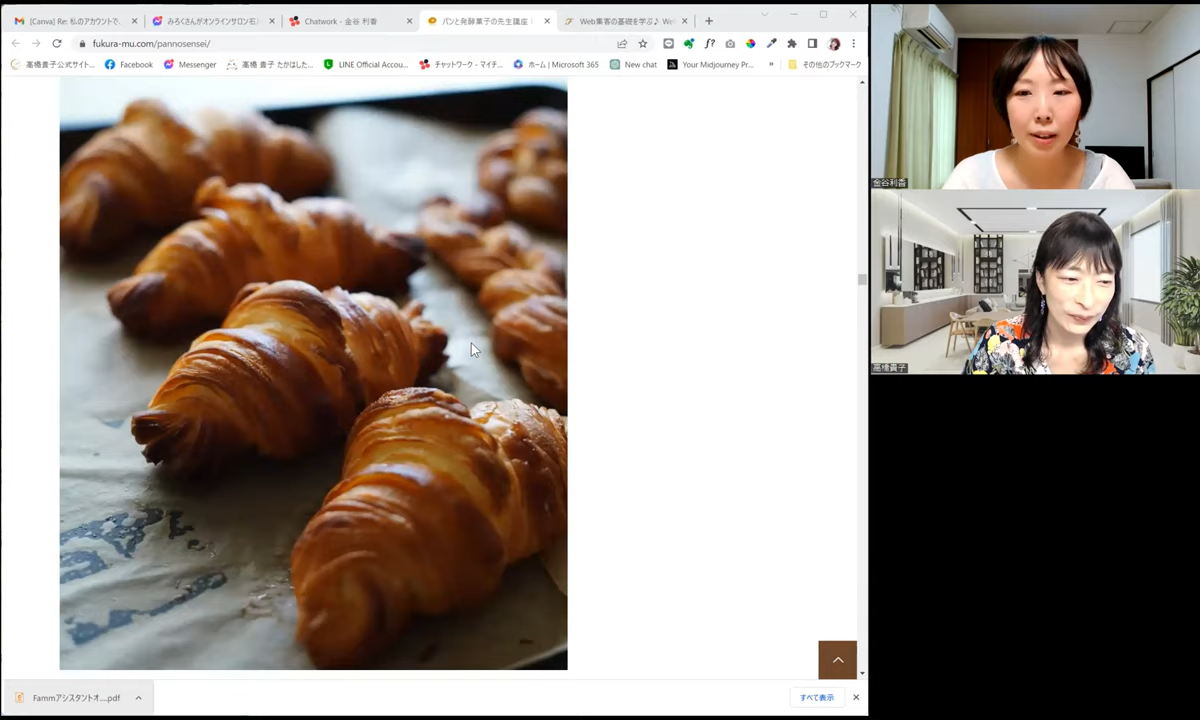 [Canva] Re: 私のアカウントで、
みろくさんがオンラインサロン石川
Chatwork - 金谷 利香
パンと発酵菓子の先生講座
Web集客の基礎を学ぶ♪ We
fukura-mu.com/pannosensei/
高橋貴子公式サイト...
Facebook
Messenger
高橋 貴子 たかはした...
LINE Official Accou...
チャットワーク - マイチ...
ホーム | Microsoft 365
New chat
Your Midjourney Pr...
»
その他のブックマーク
金谷利香
高橋貴子
Fammアシスタントオ....pdf
すべて表示